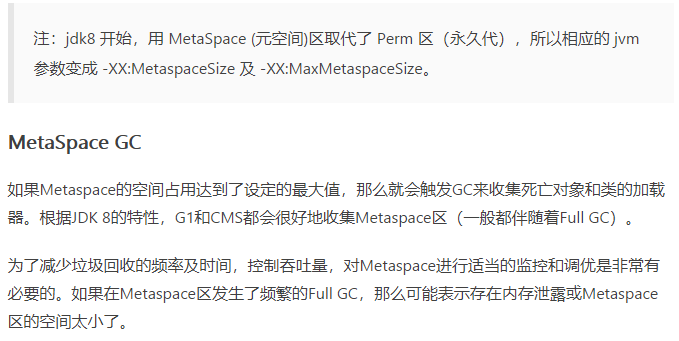 注：jdk8 开始，用 MetaSpace (元空间)区取代了 Perm 区（永久代），所以相应的 jvm
参数变成 -XX:MetaspaceSize 及 -XX:MaxMetaspaceSize。
MetaSpace GC
如果Metaspace的空间占用达到了设定的最大值，那么就会触发GC来收集死亡对象和类的加载
器。根据JDK 8的特性，G1和CMS都会很好地收集Metaspace区（一般都伴随着Full GC）。
为了减少垃圾回收的频率及时间，控制吞吐量，对Metaspace进行适当的监控和调优是非常有
必要的。如果在Metaspace区发生了频繁的Full GC，那么可能表示存在内存泄露或Metaspace
区的空间太小了。